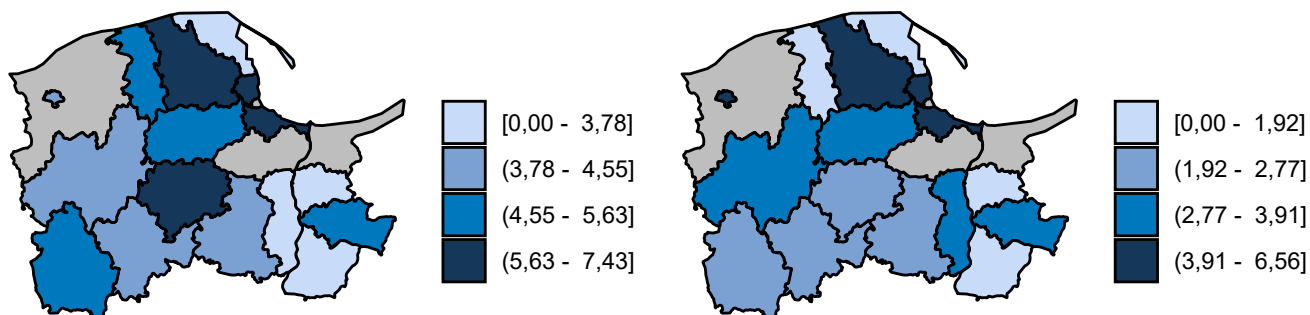 [0,00 - 3,78]
(3,78 - 4,55]
(4,55 - 5,63]
(5,63 - 7,43]
[0,00 - 1,92]
(1,92 - 2,77]
(2,77 - 3,91]
(3,91 - 6,56]